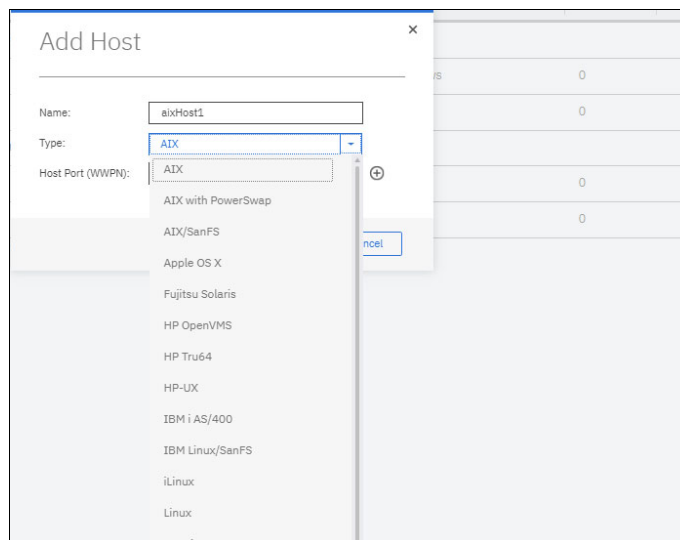 Add Host
×
Name:
aixHost1
Type:
AIX
Host Port (WWPN):
AIX
AIX with PowerSwap
AIX/SanFS
Apple OS X
Fujitsu Solaris
HP OpenVMS
HP Tru64
HP-UX
IBM i AS/400
IBM Linux/SanFS
iLinux
Linux
ncel
0
0
0
0